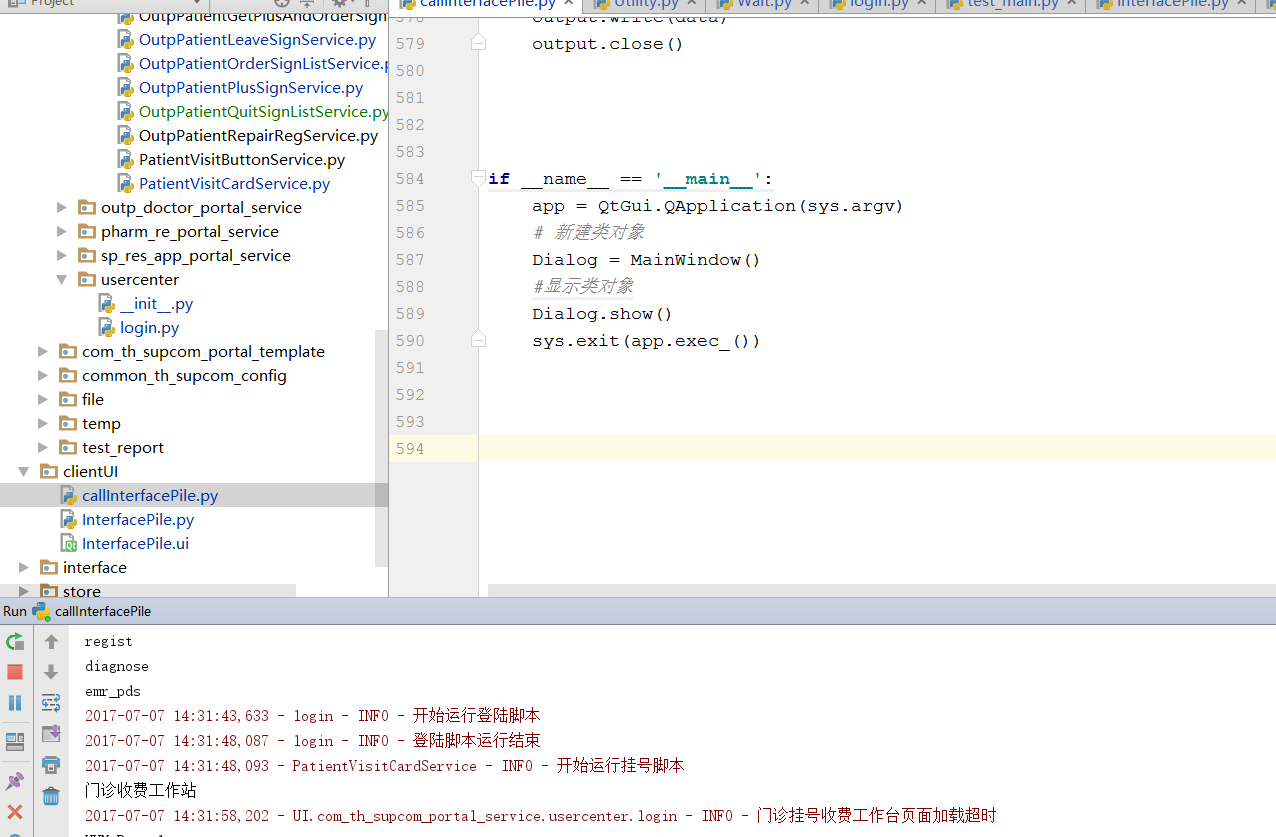 Project
callInterfacePile.py
Utility.py
Wait.py
login.py
test_main.py
InterfacePile.py
OutpPatientGetPlusAndOrderSign
OutpPatientLeaveSignService.py
OutpPatientOrderSignListService.p
OutpPatientPlusSignService.py
OutpPatientQuitSignListService.py
OutpPatientRepairRegService.py
PatientVisitButtonService.py
PatientVisitCardService.py
outp_doctor_portal_service
pharm_re_portal_service
sp_res_app_portal_service
usercenter
__init__.py
login.py
com_th_supcom_portal_template
common_th_supcom_config
file
temp
test_report
clientUI
callInterfacePile.py
InterfacePile.py
InterfacePile.ui
interface
store
578 output.write(data)
579 output.close()
580
581
582
583
584 if __name__ == '__main__':
585 app = QtGui.QApplication(sys.argv)
586 # 新建类对象
587 Dialog = MainWindow()
588 #显示类对象
589 Dialog.show()
590 sys.exit(app.exec_())
591
592
593
594
Run callInterfacePile
regist
diagnose
emr_pds
2017-07-07 14:31:43,633 - login - INFO - 开始运行登陆脚本
2017-07-07 14:31:48,087 - login - INFO - 登陆脚本运行结束
2017-07-07 14:31:48,093 - PatientVisitCardService - INFO - 开始运行挂号脚本
门诊收费工作站
2017-07-07 14:31:58,202 - UI.com_th_supcom_portal_service.usercenter.login - INFO - 门诊挂号收费工作台页面加载超时